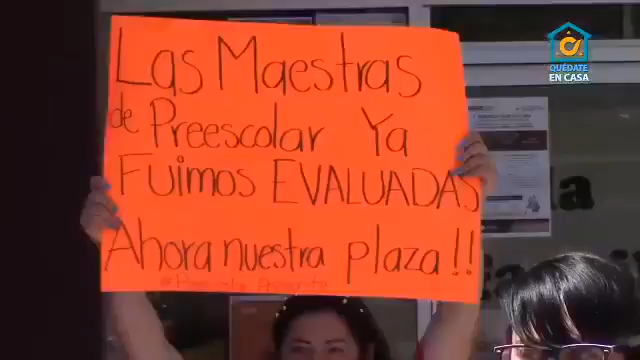 Las Maestras
de Preescolar Ya
Fuimos EVALUADAS
Ahora nuestra plaza!!
QUÉDATE
EN CASA